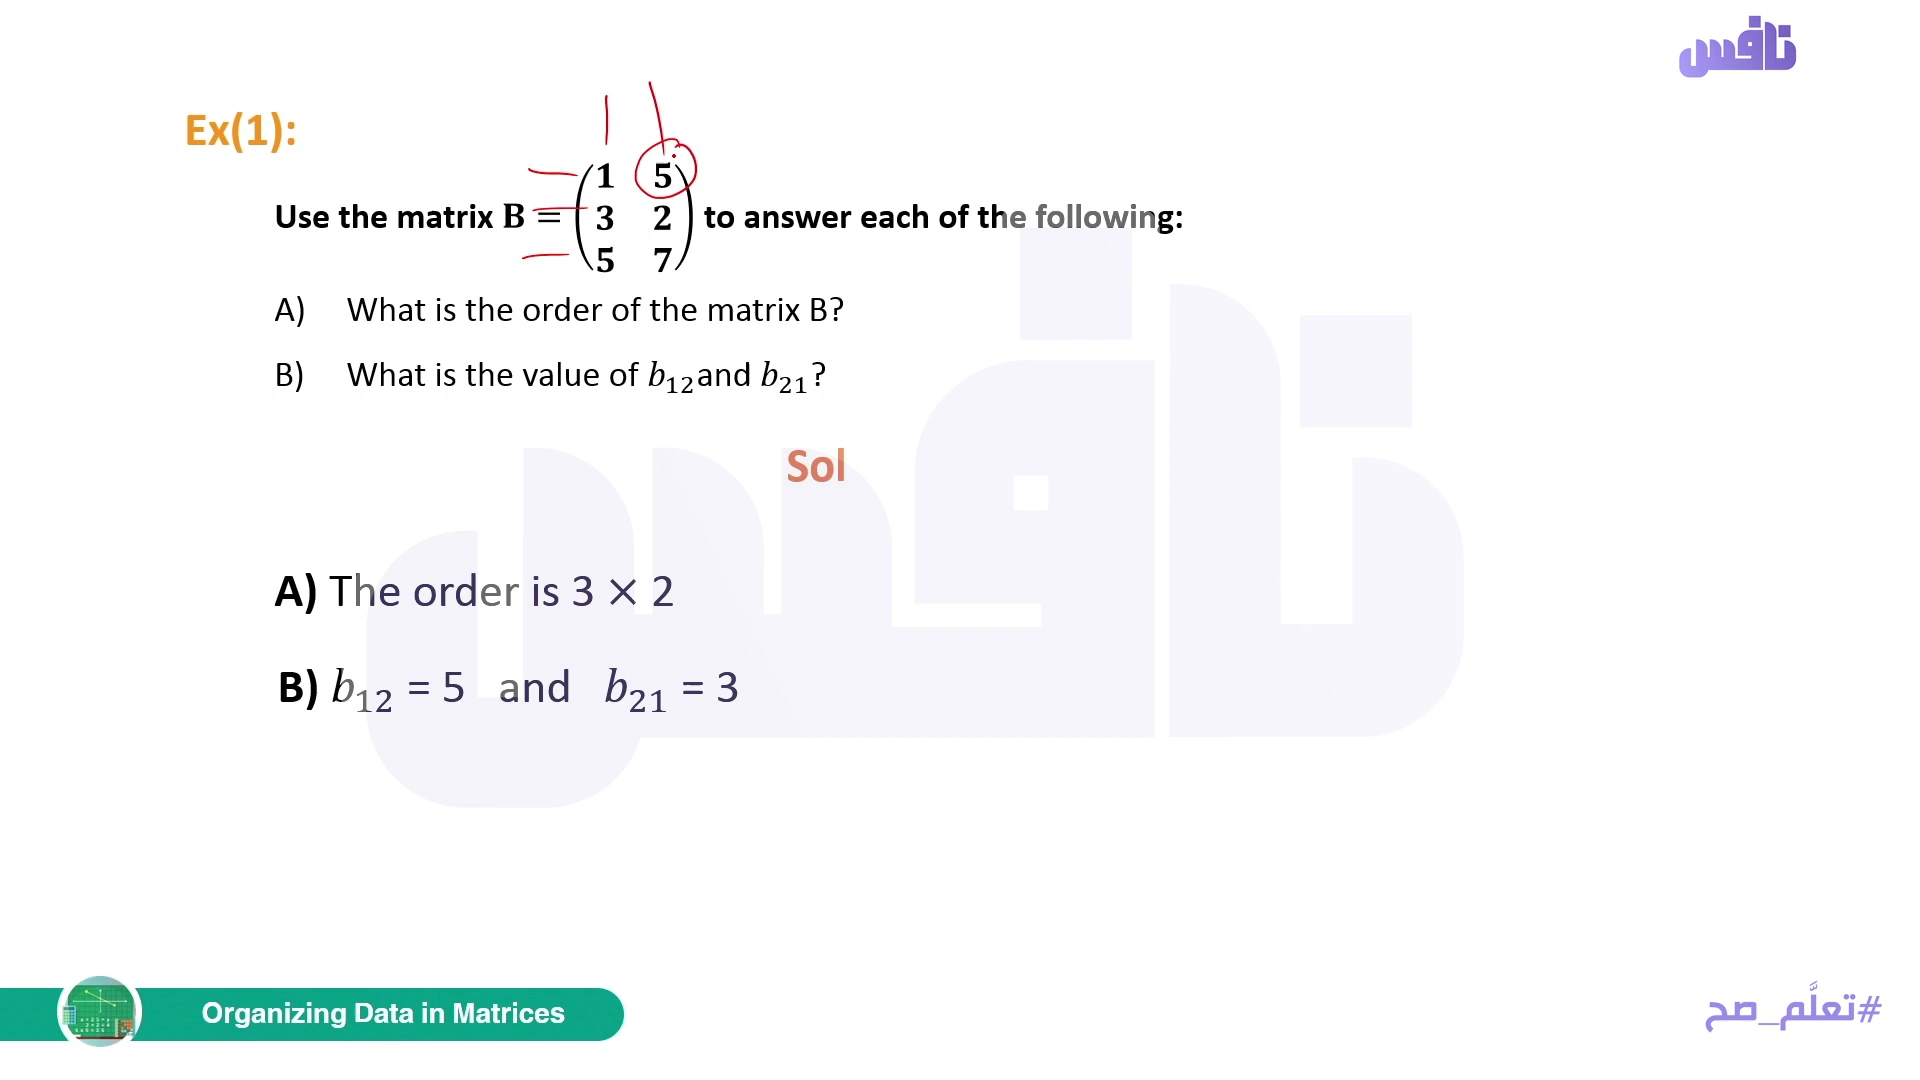 نافس
Ex(1):
Use the matrix B = (1 5
3 2
5 7) to answer each of the following:
A) What is the order of the matrix B?
B) What is the value of b₁₂and b₂₁?
Sol
A) The order is 3 × 2
B) b₁₂ = 5 and b₂₁ = 3
Organizing Data in Matrices
#تعلَّم_صح